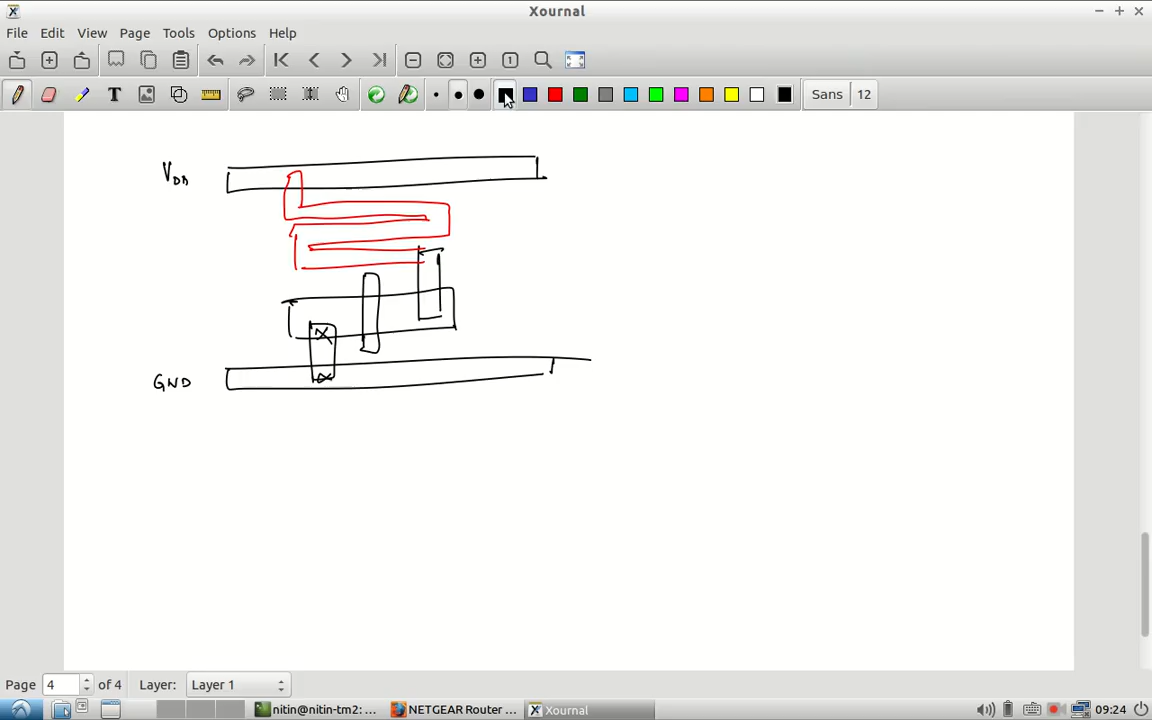 Xournal
File Edit View Page Tools Options Help
Sans 12
V_DD
GND
Page 4 of 4 Layer: Layer 1
nitin@nitin-tm2: ... NETGEAR Router ... Xournal 09:24